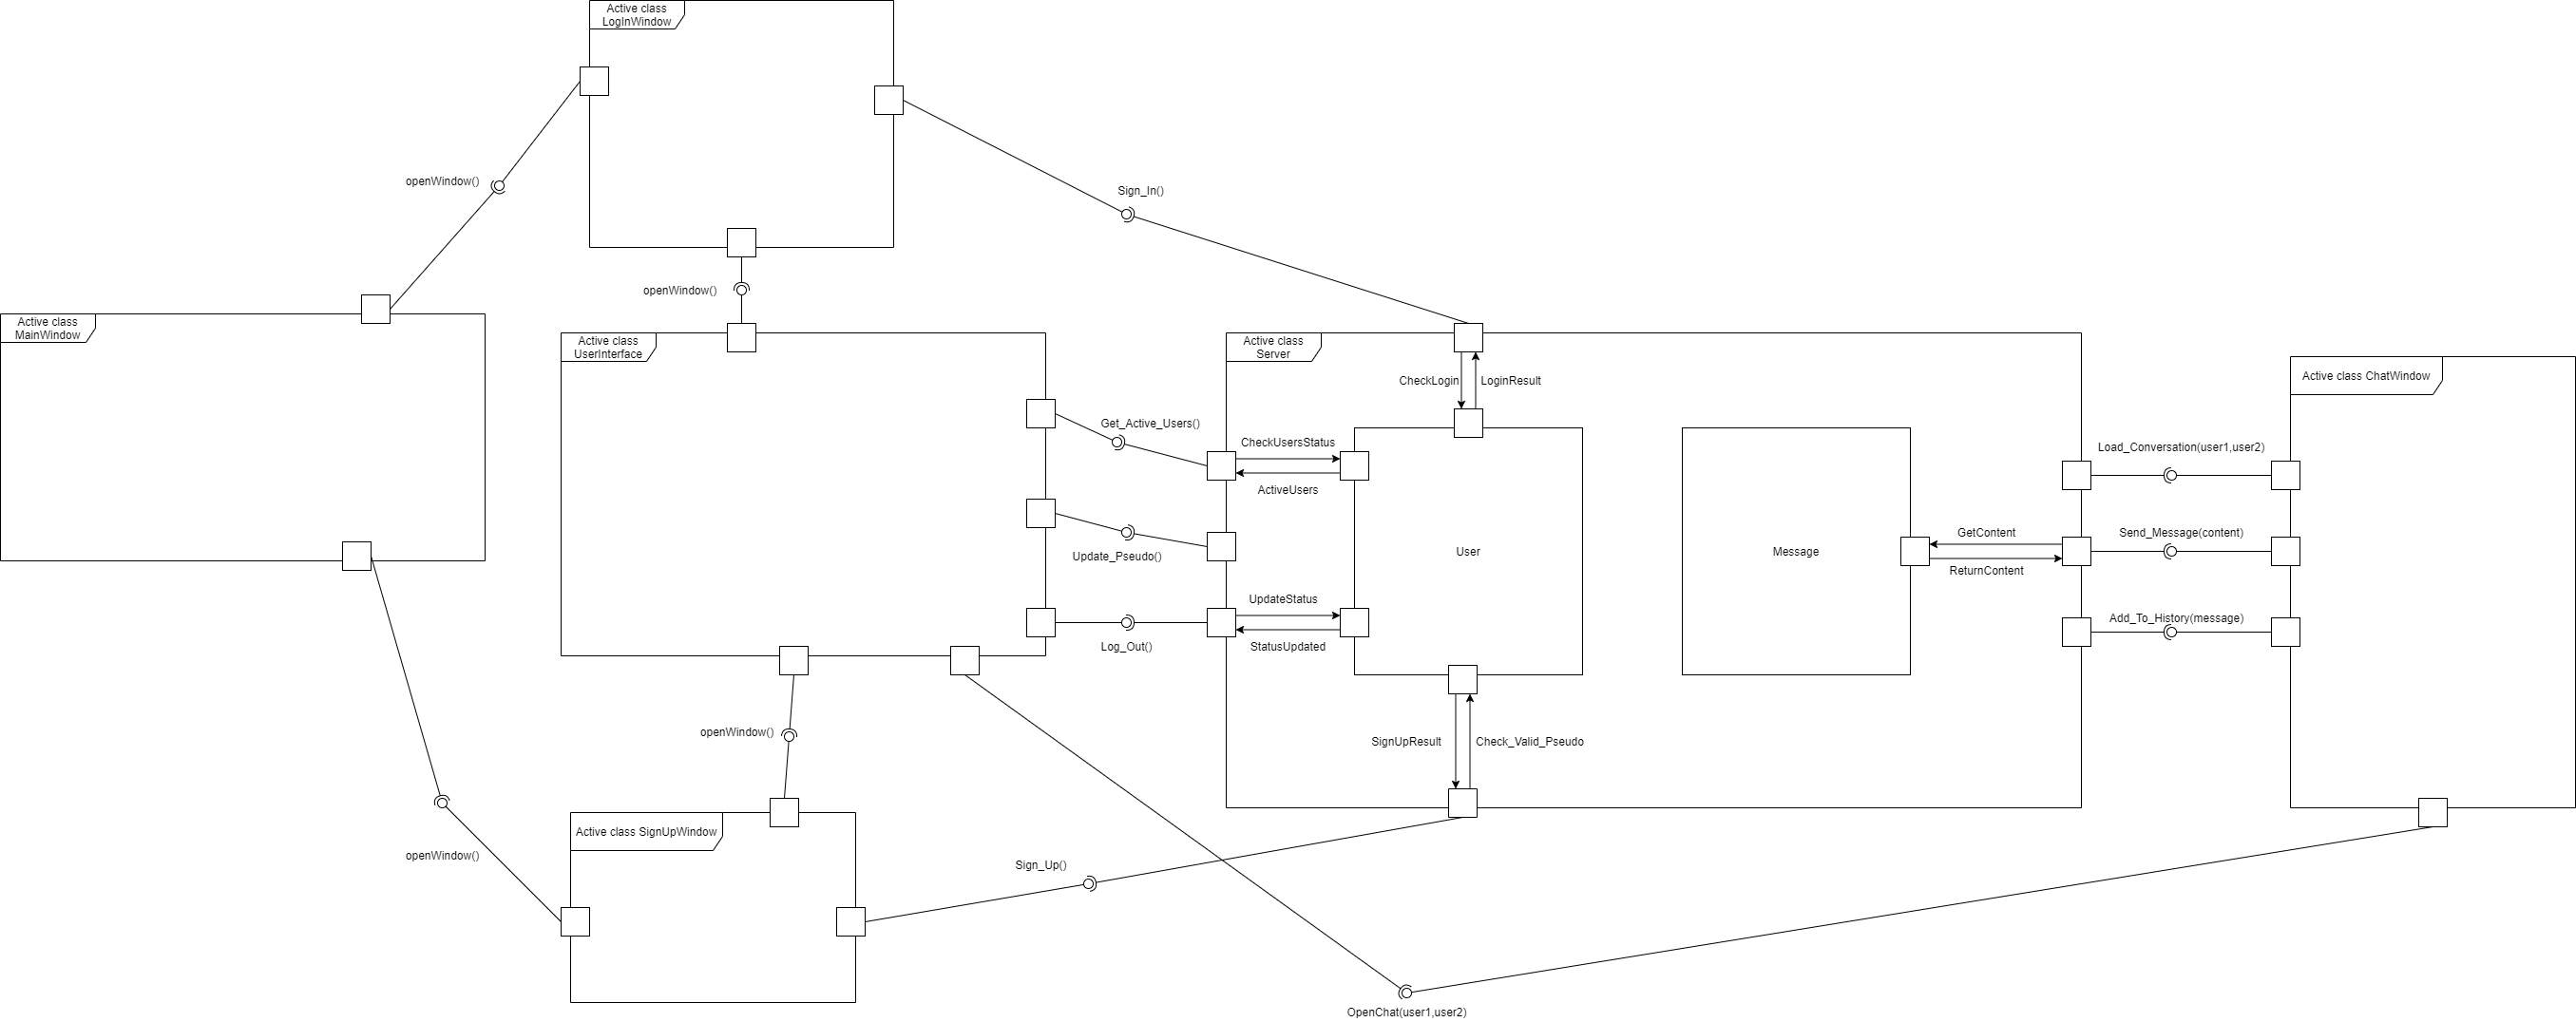 Active class
LogInWindow
openWindow()
Sign_In()
openWindow()
Active class
MainWindow
Active class
UserInterface
Active class
Server
Active class ChatWindow
CheckLogin
LoginResult
Get_Active_Users()
CheckUsersStatus
ActiveUsers
Load_Conversation(user1,user2)
Update_Pseudo()
User
Message
GetContent
ReturnContent
Send_Message(content)
UpdateStatus
StatusUpdated
Log_Out()
Add_To_History(message)
openWindow()
SignUpResult
Check_Valid_Pseudo
Active class SignUpWindow
openWindow()
Sign_Up()
OpenChat(user1,user2)